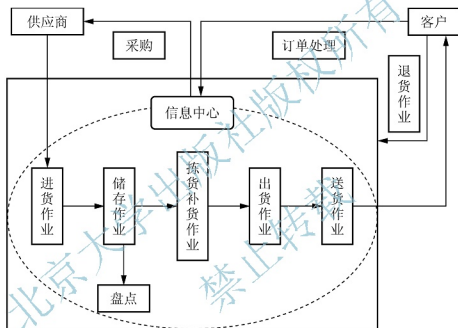 供应商
客户
采购
订单处理
退货作业
信息中心
进货作业
储存作业
拣货补货作业
出货作业
送货作业
盘点
北京大学出版社版权所有
禁止转载